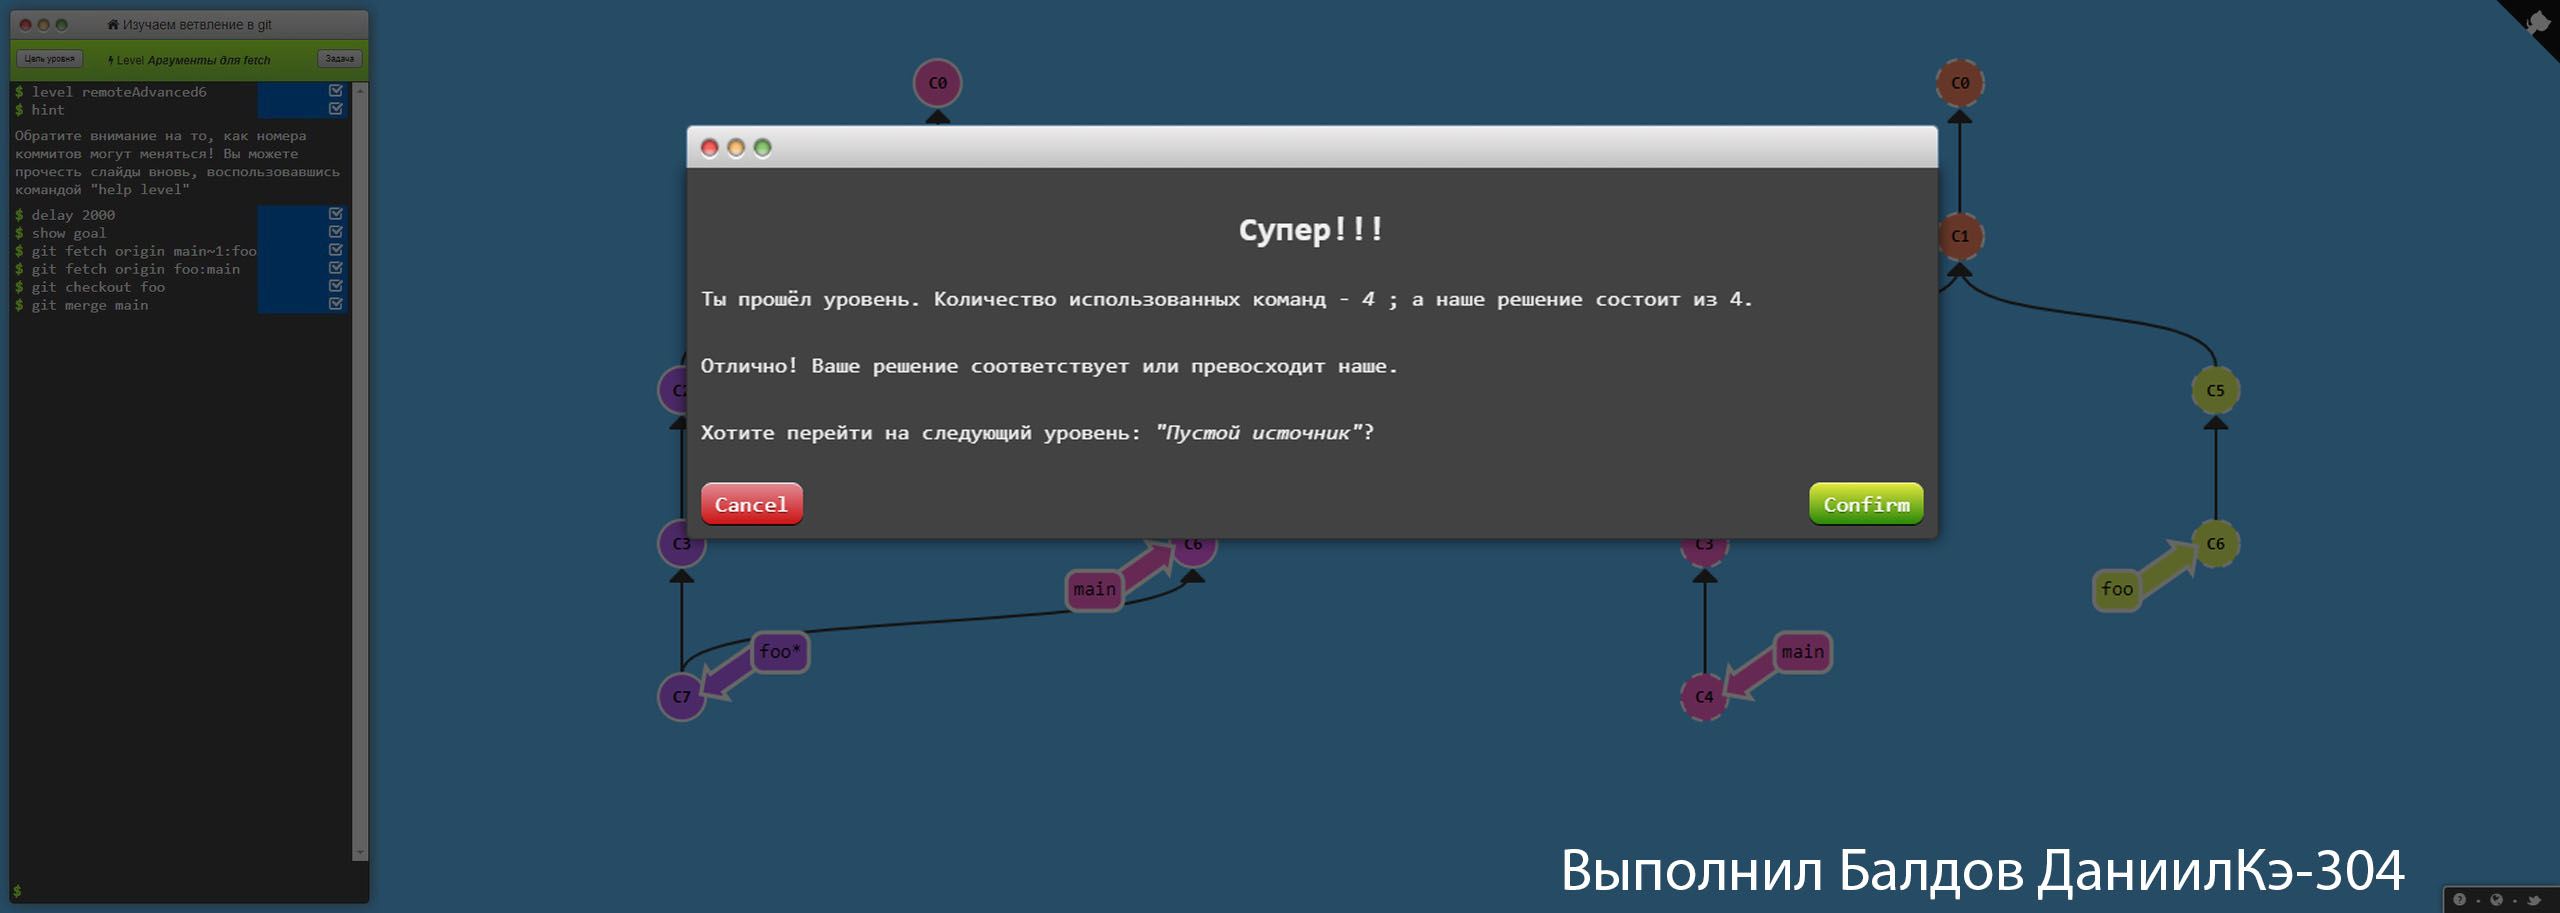 Изучаем ветвление в git
Цель уровня
Level Аргументы для fetch
Задача
$ level remoteAdvanced6
$ hint
Обратите внимание на то, как номера
коммитов могут меняться! Вы можете
прочесть слайды вновь, воспользовавшись
командой "help level"
$ delay 2000
$ show goal
$ git fetch origin main~1:foo
$ git fetch origin foo:main
$ git checkout foo
$ git merge main
$
C0
C0
Супер!!!
C1
Ты прошёл уровень. Количество использованных команд - 4 ; а наше решение состоит из 4.
Отлично! Ваше решение соответствует или превосходит наше.
C2
C5
Хотите перейти на следующий уровень: "Пустой источник"?
Cancel
Confirm
C3
C6
C3
C6
main
foo
foo*
main
C7
C4
Выполнил Балдов ДаниилКэ-304